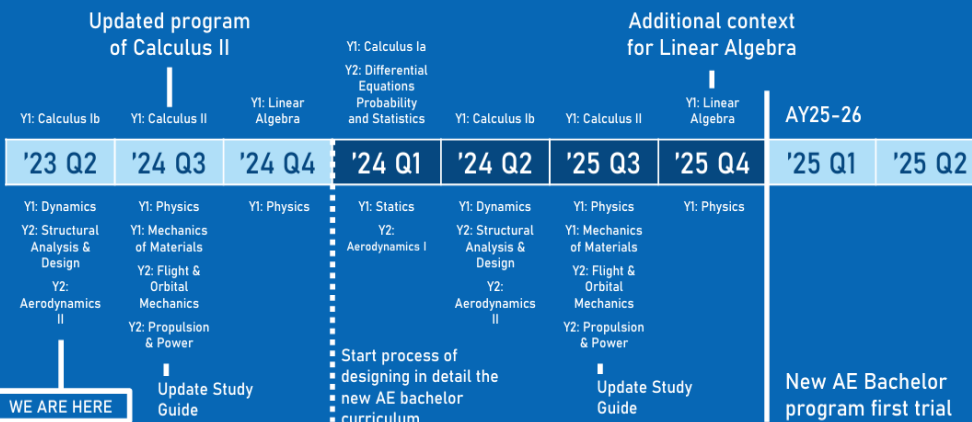 Updated program
of Calculus II
Additional context
for Linear Algebra
Y1: Calculus Ia
Y2: Differential
Equations
Probability
and Statistics
Y1: Calculus Ib
Y1: Calculus II
Y1: Linear
Algebra
Y1: Calculus Ib
Y1: Calculus II
Y1: Linear
Algebra
AY25-26
'23 Q2
'24 Q3
'24 Q4
'24 Q1
'24 Q2
'25 Q3
'25 Q4
'25 Q1
'25 Q2
Y1: Dynamics
Y2: Structural
Analysis &
Design
Y2:
Aerodynamics
II
Y1: Physics
Y1: Mechanics
of Materials
Y2: Flight &
Orbital
Mechanics
Y2: Propulsion
& Power
Y1: Physics
Y1: Statics
Y2:
Aerodynamics I
Y1: Dynamics
Y2: Structural
Analysis &
Design
Y2:
Aerodynamics
II
Y1: Physics
Y1: Mechanics
of Materials
Y2: Flight &
Orbital
Mechanics
Y2: Propulsion
& Power
Y1: Physics
WE ARE HERE
Update Study
Guide
Start process of
designing in detail the
new AE bachelor
curriculum
Update Study
Guide
New AE Bachelor
program first trial